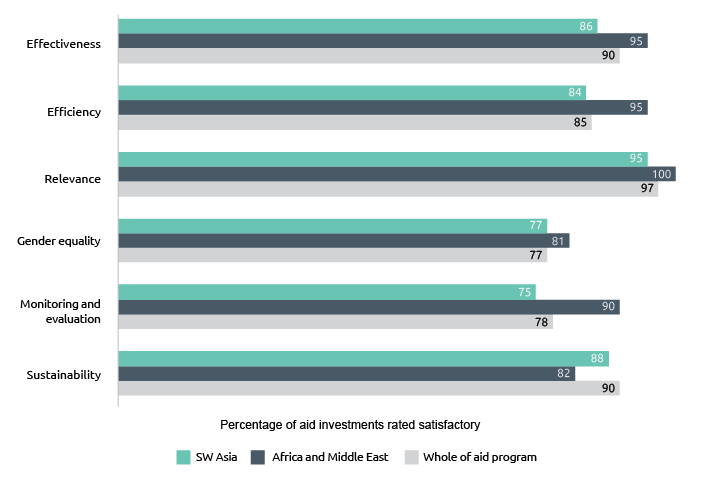 Effectiveness
86
95
90
Efficiency
84
95
85
Relevance
95
100
97
Gender equality
77
81
77
Monitoring and
evaluation
75
90
78
Sustainability
88
82
90
Percentage of aid investments rated satisfactory
SW Asia
Africa and Middle East
Whole of aid program